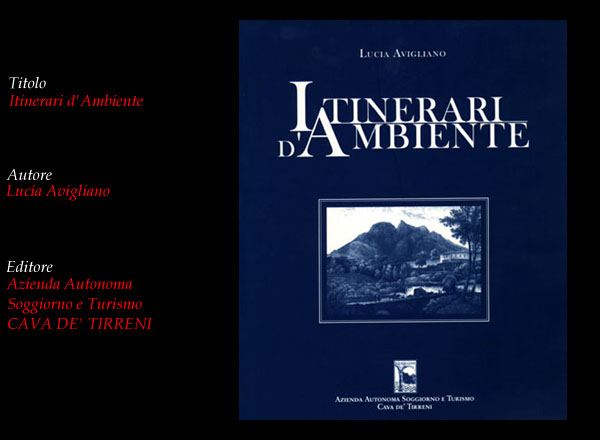 Titolo
Itinerari d'Ambiente
Autore
Lucia Avigliano
Editore
Azienda Autonoma
Soggiorno e Turismo
CAVA DE' TIRRENI
LUCIA AVIGLIANO
ITINERARI
D'AMBIENTE
AZIENDA AUTONOMA SOGGIORNO E TURISMO
CAVA DE' TIRRENI